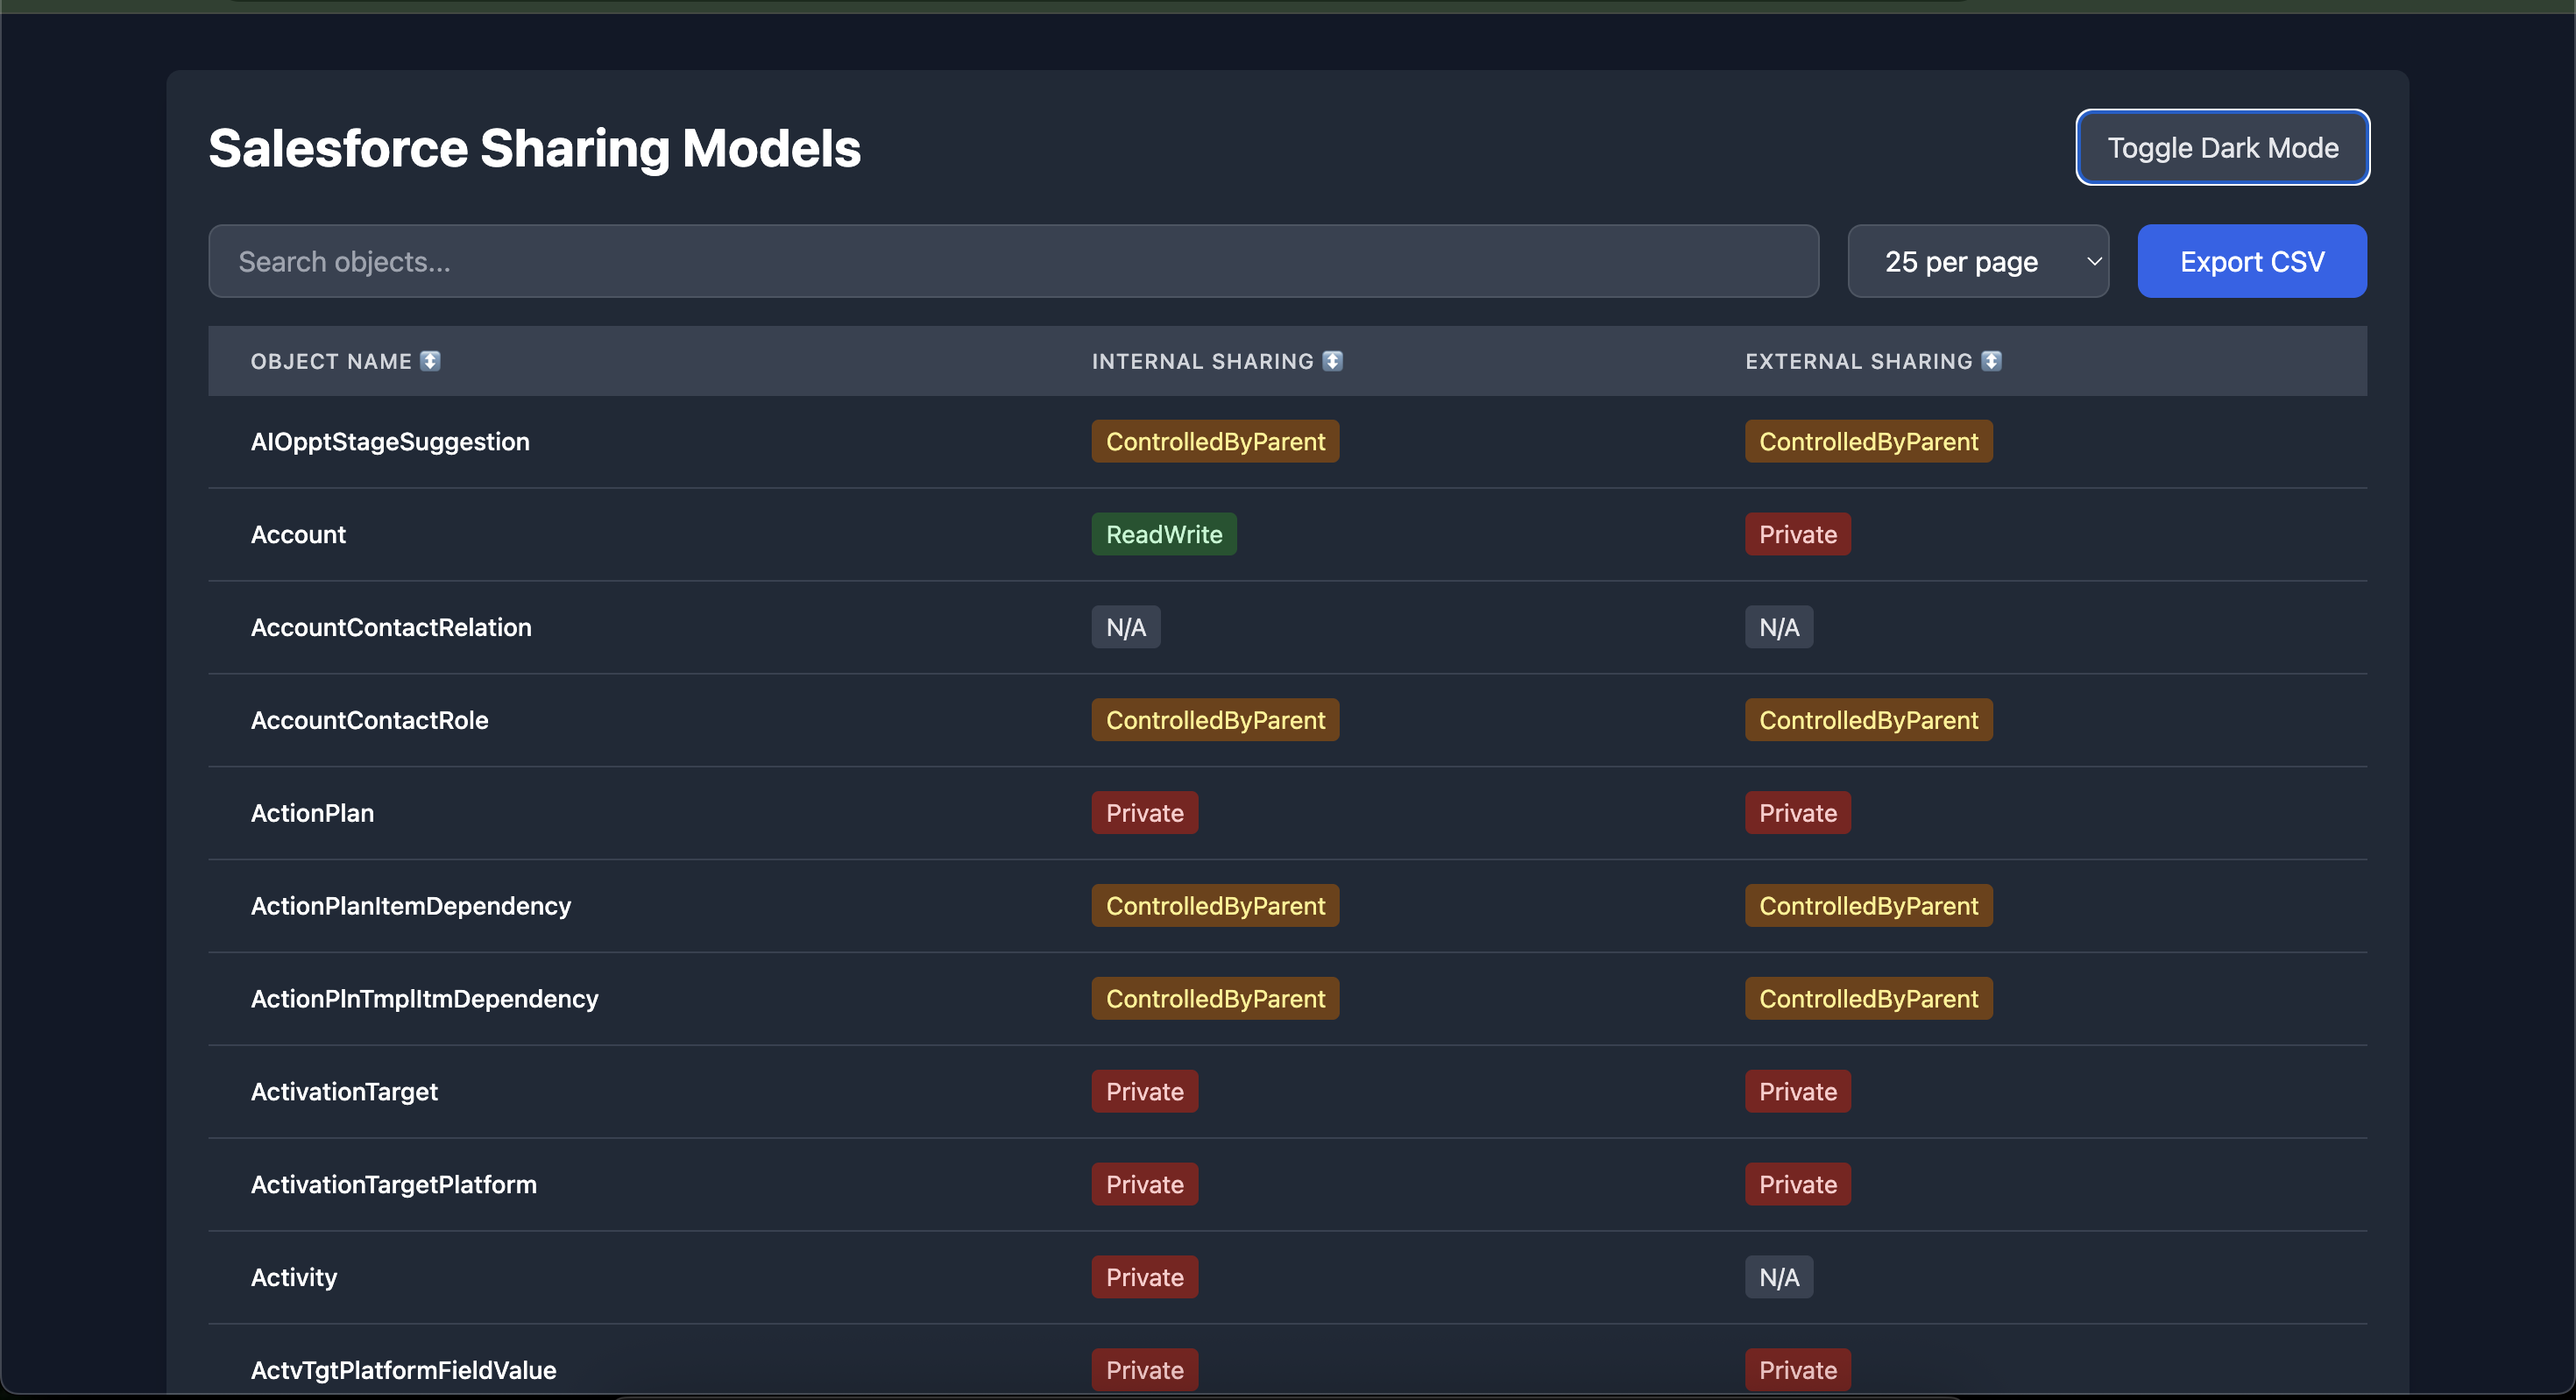 Salesforce Sharing Models
Toggle Dark Mode
Search objects...
25 per page
Export CSV
OBJECT NAME ↕️ INTERNAL SHARING ↕️ EXTERNAL SHARING ↕️
AIOpptStageSuggestion ControlledByParent ControlledByParent
Account ReadWrite Private
AccountContactRelation N/A N/A
AccountContactRole ControlledByParent ControlledByParent
ActionPlan Private Private
ActionPlanItemDependency ControlledByParent ControlledByParent
ActionPlnTmplItmDependency ControlledByParent ControlledByParent
ActivationTarget Private Private
ActivationTargetPlatform Private Private
Activity Private N/A
ActvTgtPlatformFieldValue Private Private